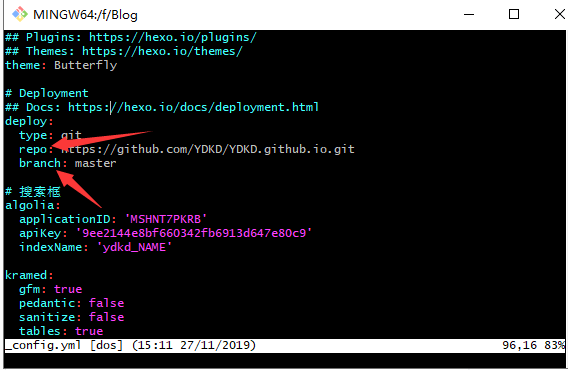 MINGW64:/f/Blog
## Plugins: https://hexo.io/plugins/
## Themes: https://hexo.io/themes/
theme: Butterfly
# Deployment
## Docs: https://hexo.io/docs/deployment.html
deploy:
  type: git
  repo: https://github.com/YDKD/YDKD.github.io.git
  branch: master
# 搜索框
algolia:
  applicationID: 'MSHNT7PKRB'
  apiKey: '9ee2144e8bf660342fb6913d647e80c9'
  indexName: 'ydkd_NAME'
kramed:
  gfm: true
  pedantic: false
  sanitize: false
  tables: true
_config.yml [dos] (15:11 27/11/2019) 96,16 83%